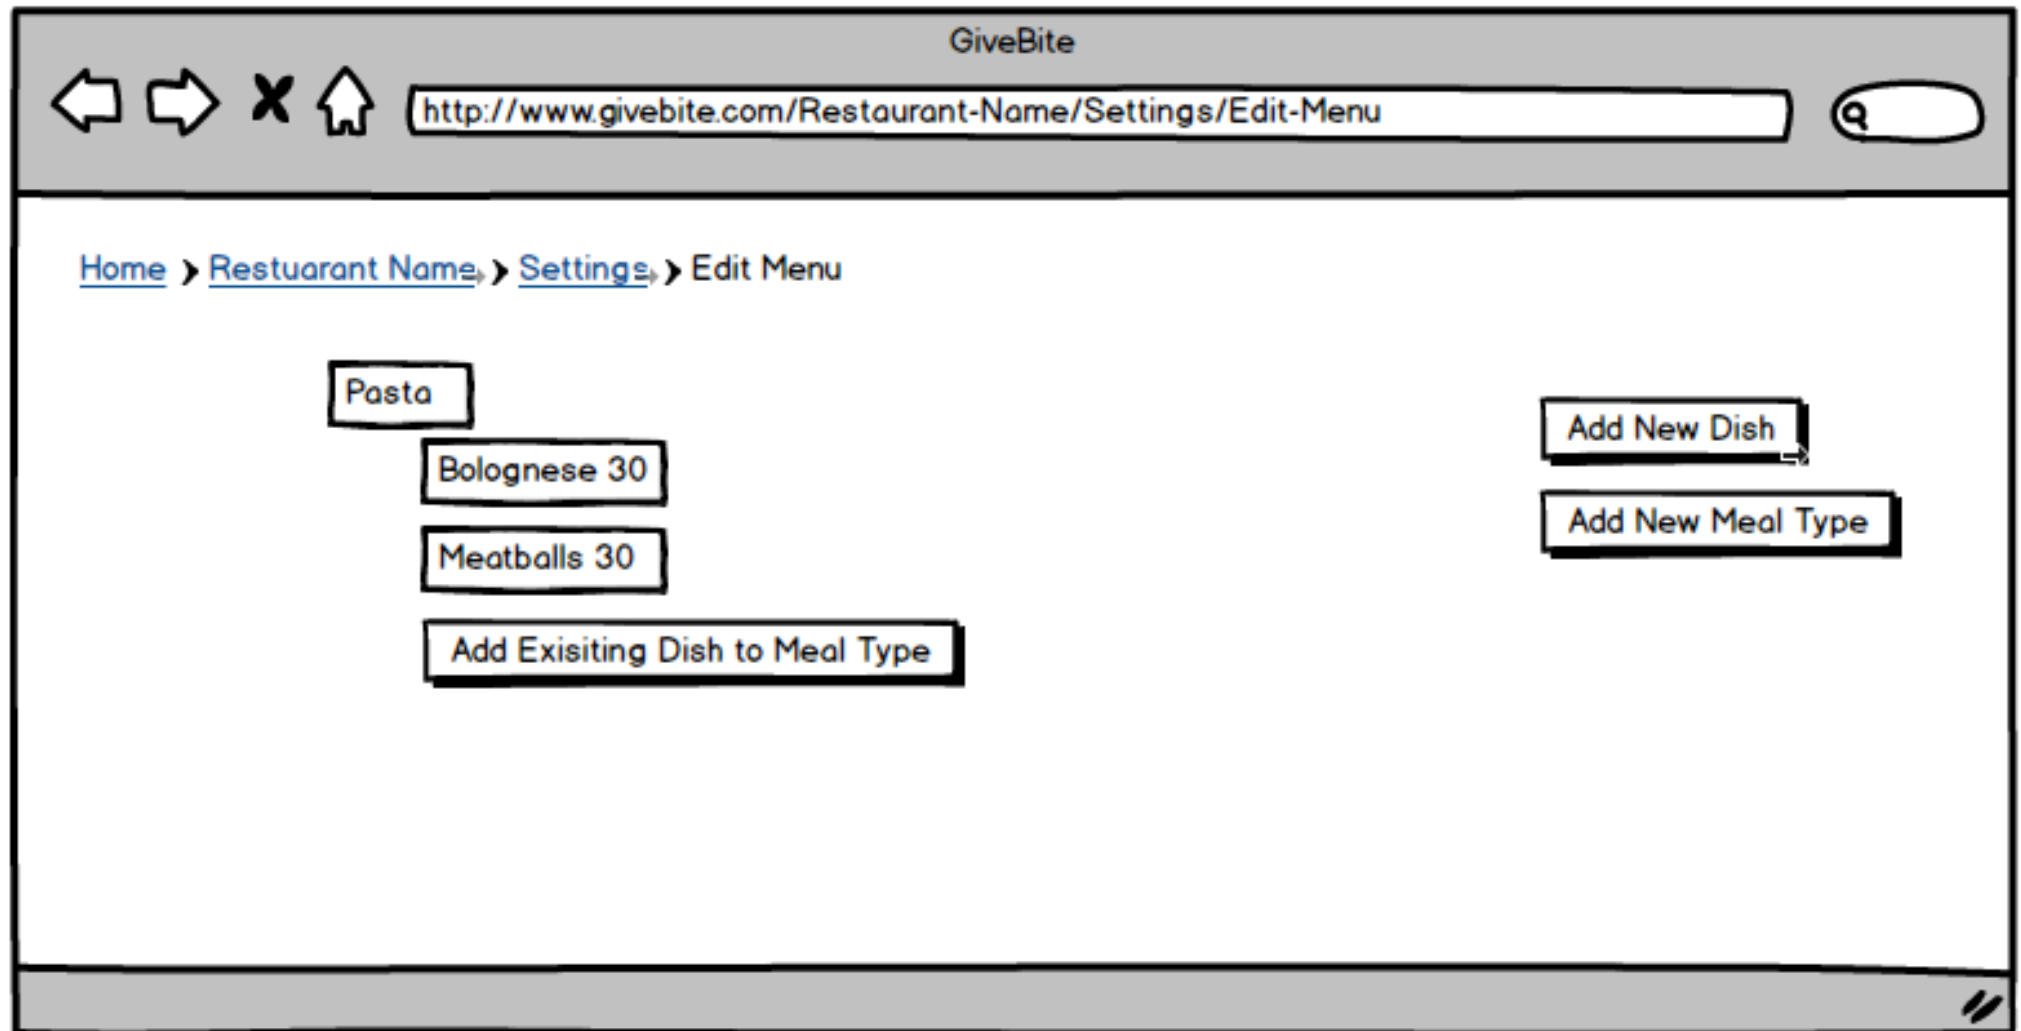 GiveBite
http://www.givebite.com/Restaurant-Name/Settings/Edit-Menu
Home Restuarant Name Settings Edit Menu
Pasta
Bolognese 30
Meatballs 30
Add Exisiting Dish to Meal Type
Add New Dish
Add New Meal Type